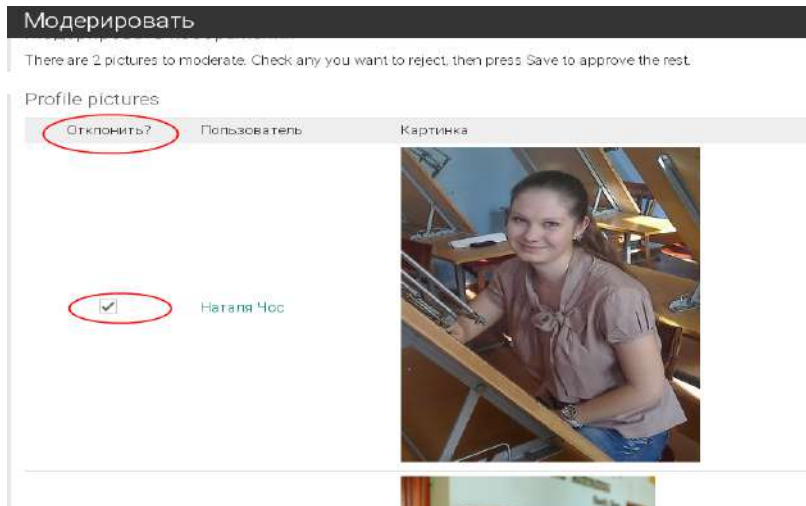 Модерировать
There are 2 pictures to moderate. Check any you want to reject, then press Save to approve the rest.
Profile pictures
Отклонить? Пользователь Картинка
Наталя Чос